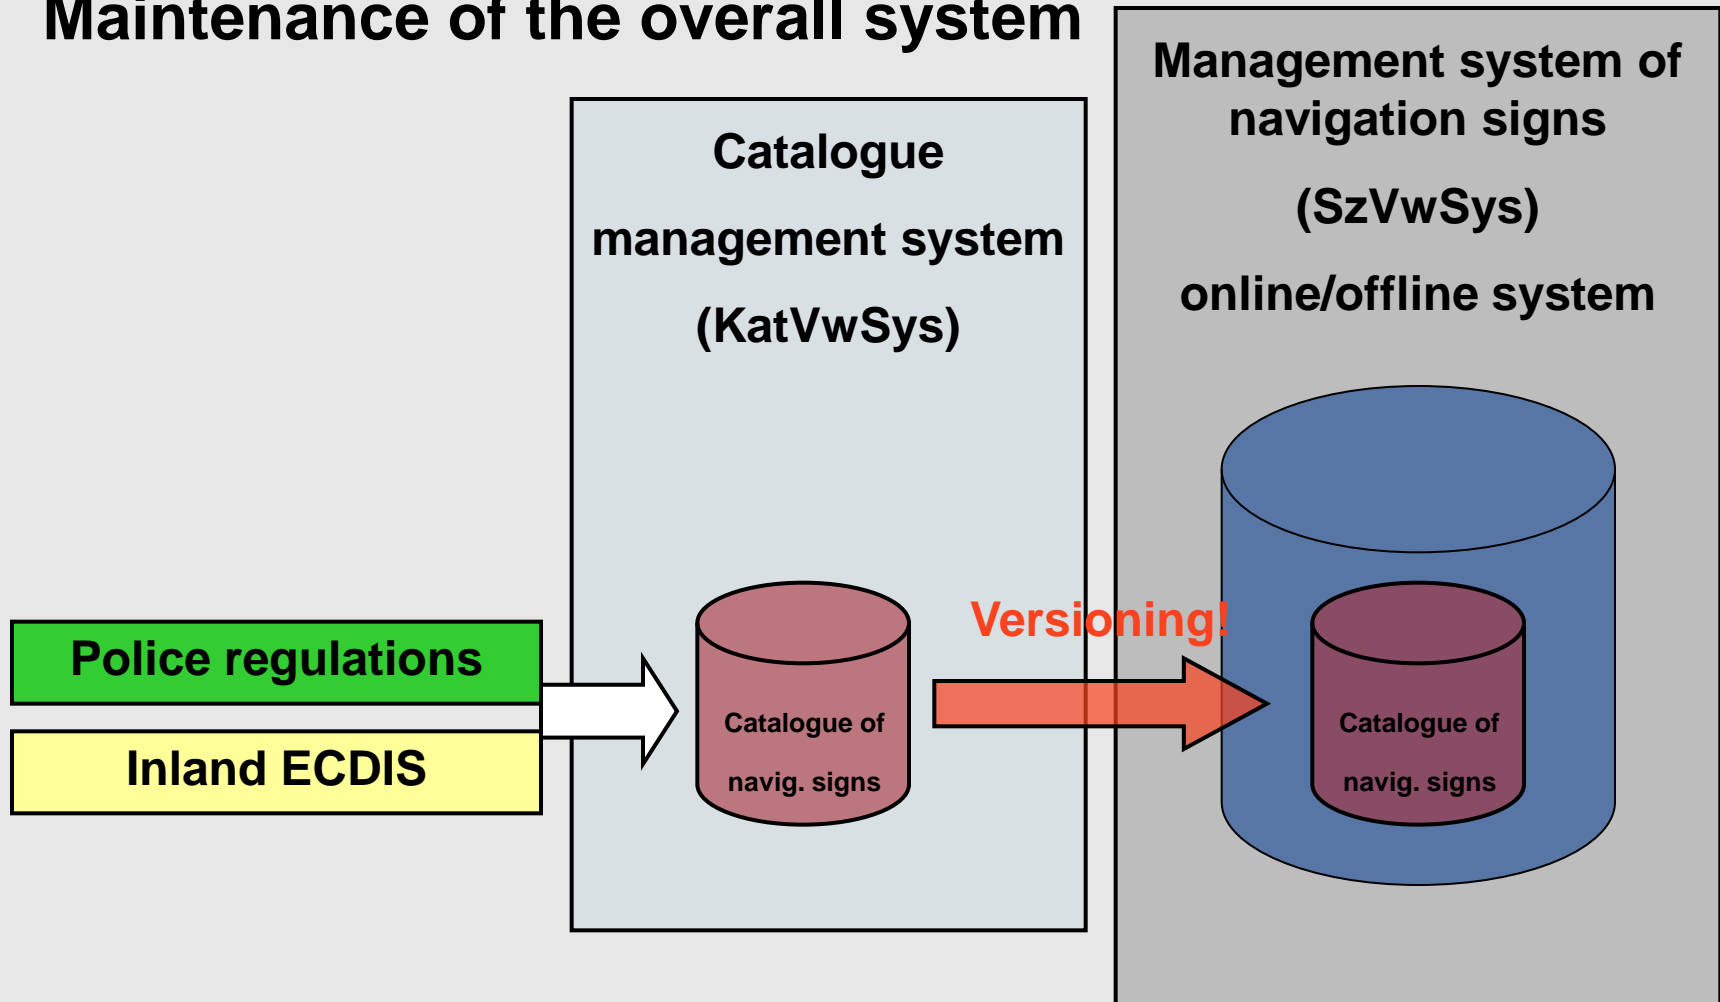 Maintenance of the overall system
Management system of
navigation signs
(SzVwSys)
online/offline system
Catalogue
management system
(KatVwSys)
Police regulations
Inland ECDIS
Catalogue of
navig. signs
Versioning!
Catalogue of
navig. signs